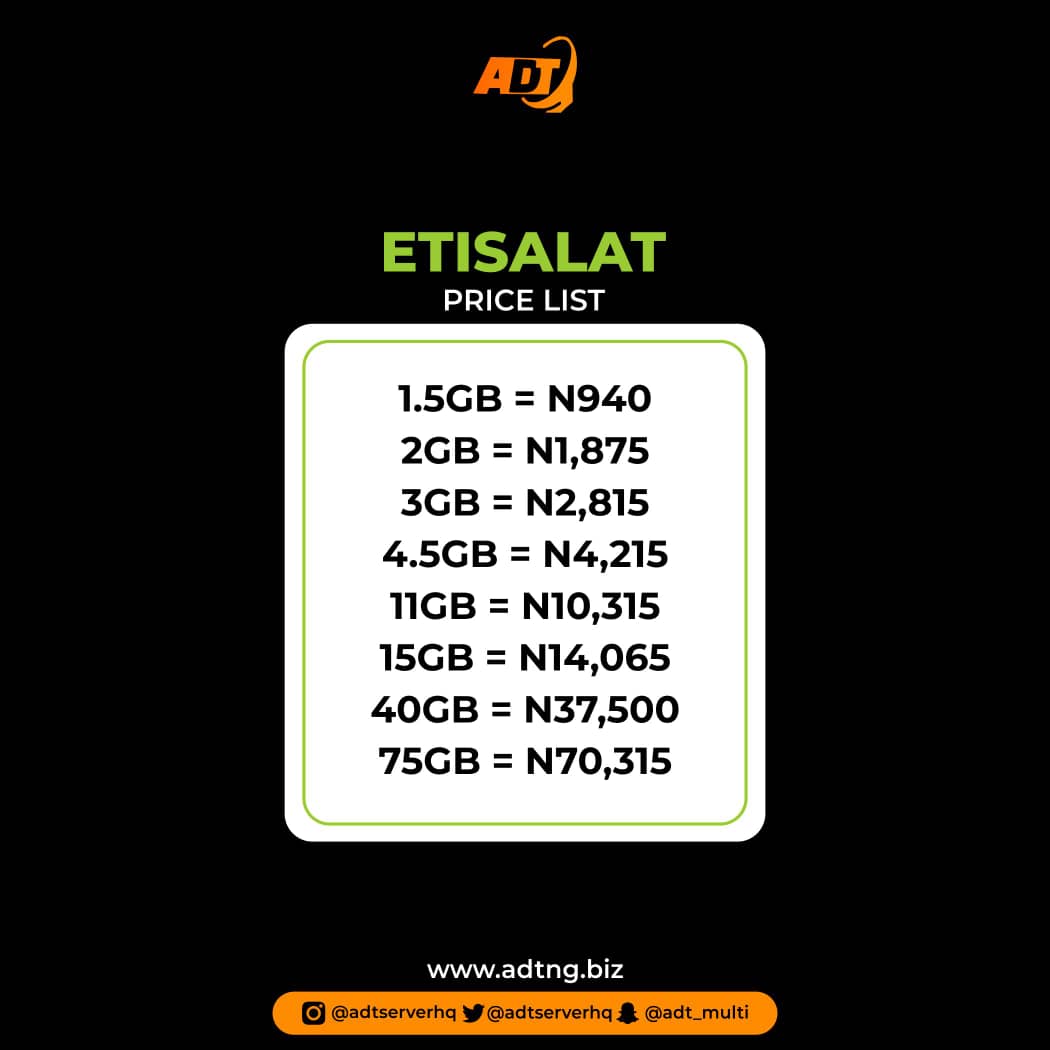 ADT
ETISALAT
PRICE LIST
1.5GB = N940
2GB = N1,875
3GB = N2,815
4.5GB = N4,215
11GB = N10,315
15GB = N14,065
40GB = N37,500
75GB = N70,315
www.adtng.biz
@adtserverhq @adtserverhq @adt_multi